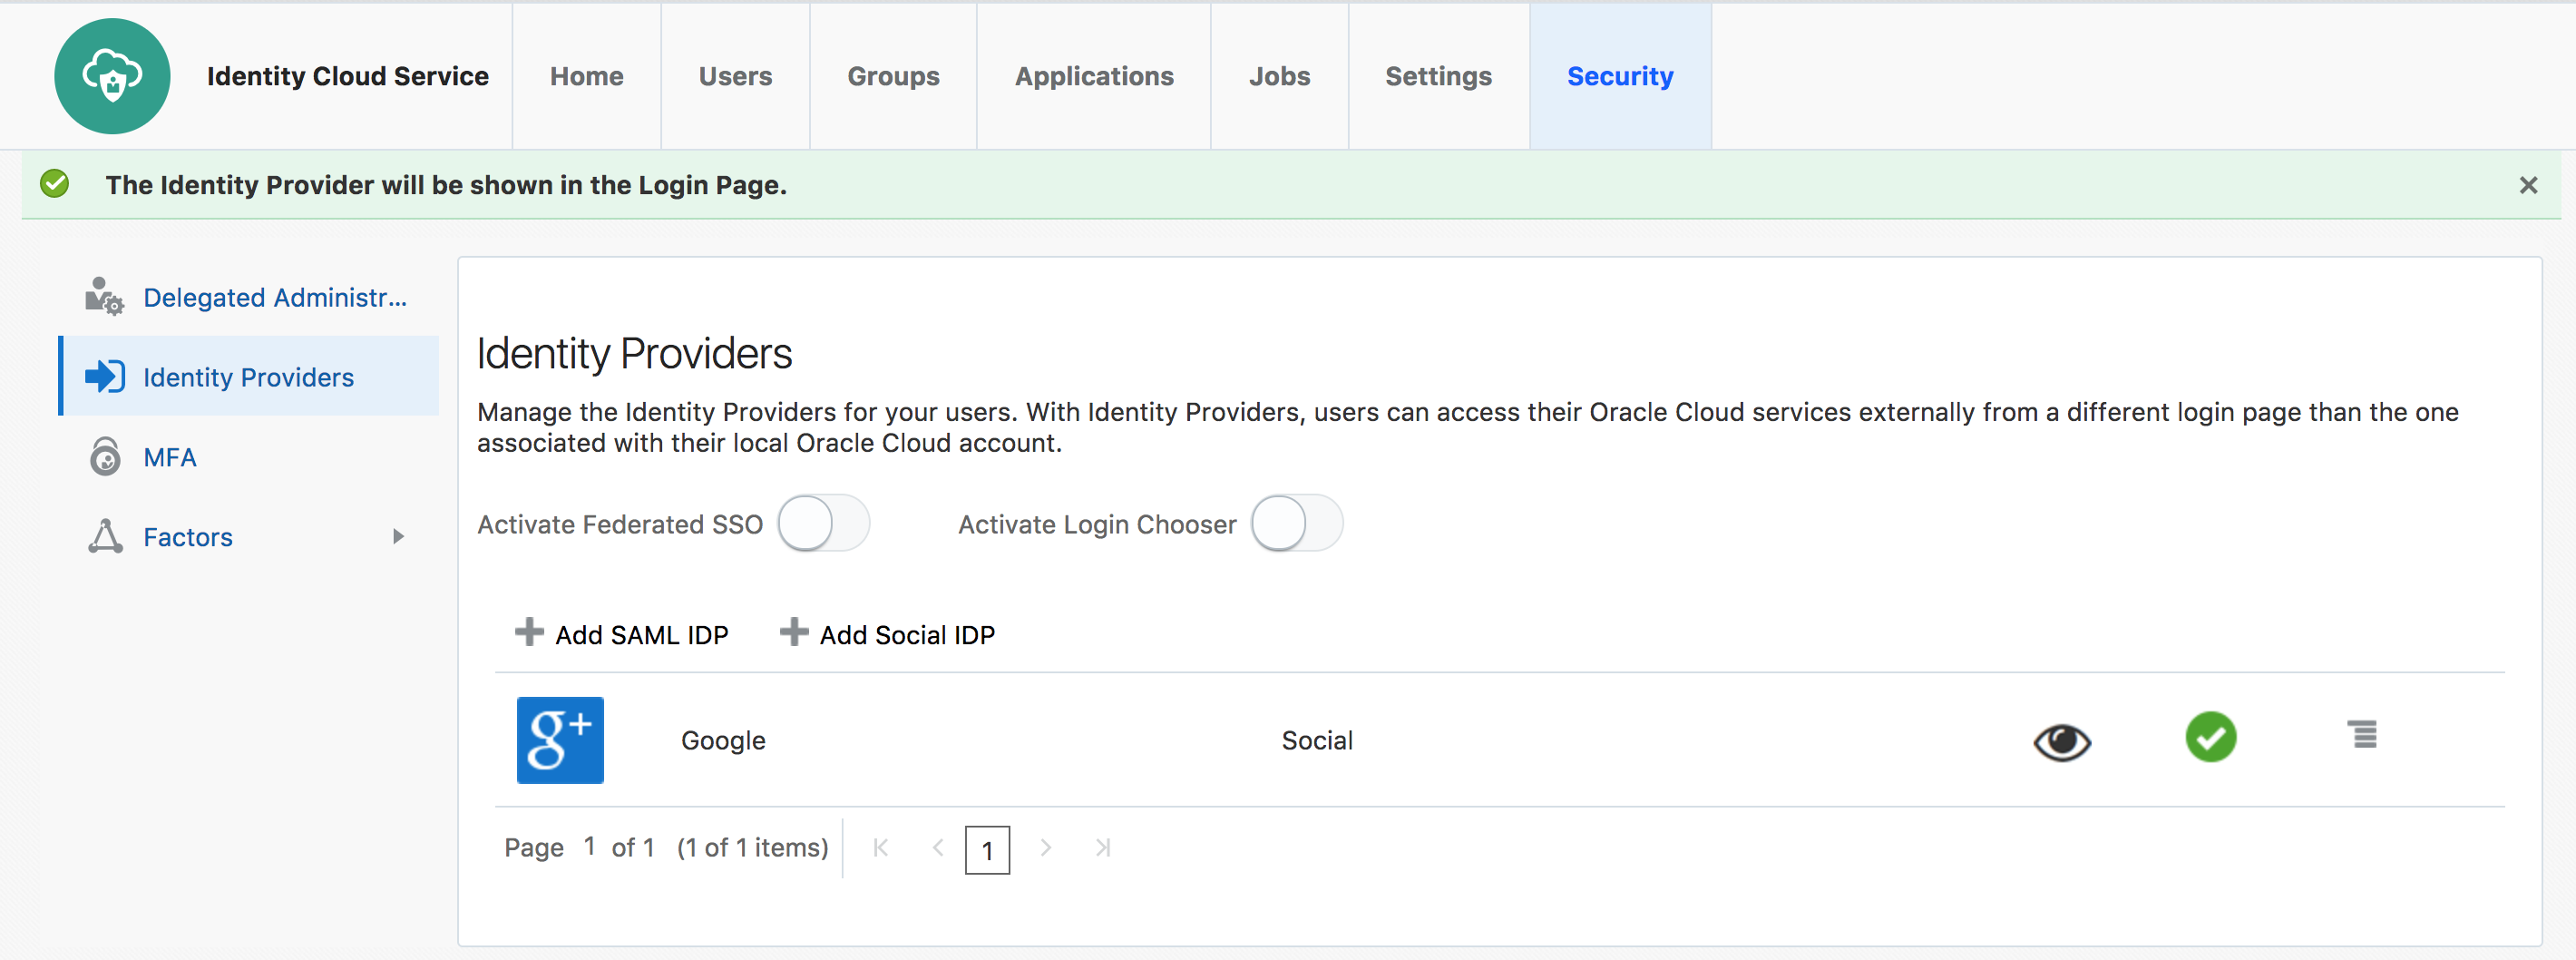 Identity Cloud Service Home Users Groups Applications Jobs Settings Security
The Identity Provider will be shown in the Login Page.
Delegated Administr...
Identity Providers
MFA
Factors
Identity Providers
Manage the Identity Providers for your users. With Identity Providers, users can access their Oracle Cloud services externally from a different login page than the one
associated with their local Oracle Cloud account.
Activate Federated SSO Activate Login Chooser
Add SAML IDP Add Social IDP
g+ Google Social
Page 1 of 1 (1 of 1 items) 1